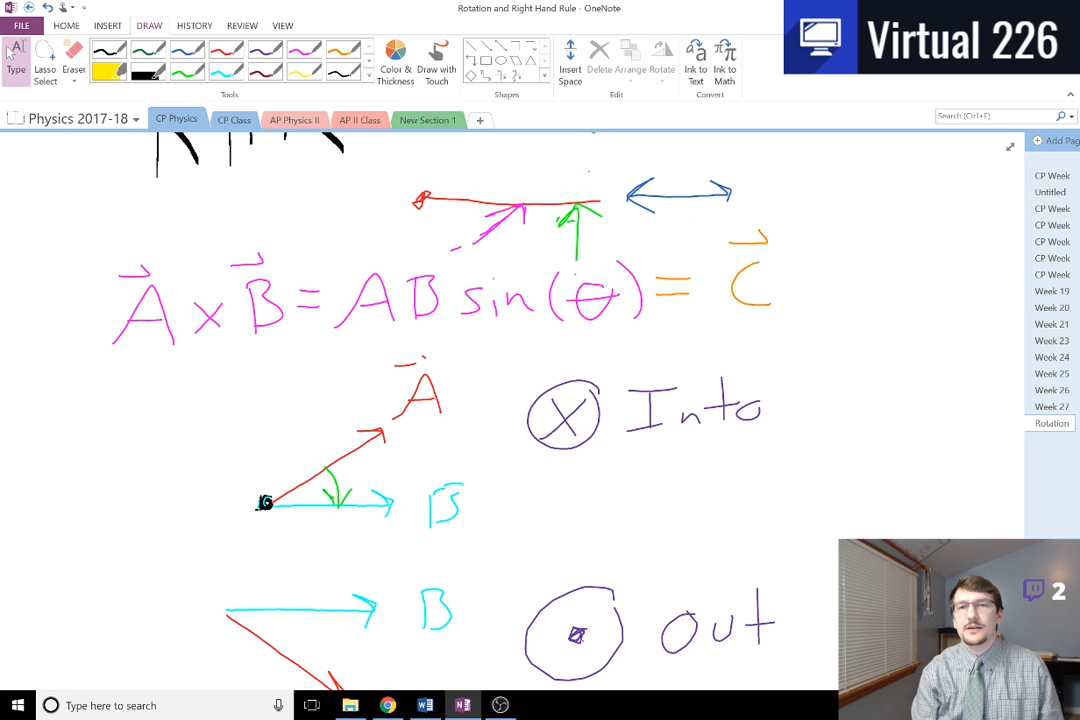 Rotation and Right Hand Rule - OneNote
Virtual 226
FILE HOME INSERT DRAW HISTORY REVIEW VIEW
Type
Lasso Select
Eraser
Color & Thickness
Draw with Touch
Insert Space
Delete
Arrange
Rotate
Ink to Text
Ink to Math
Tools
Shapes
Edit
Convert
Physics 2017-18
CP Physics
CP Class
AP Physics II
AP II Class
New Section 1
Search (Ctrl+F)
Add Pag
CP Week
Untitled
CP Week
CP Week
CP Week
CP Week
CP Week
Week 19
Week 20
Week 21
Week 23
Week 24
Week 25
Week 26
Week 27
Rotation
A x B = A B sin(θ) = C
A
Into
B
B
Out
2
Type here to search